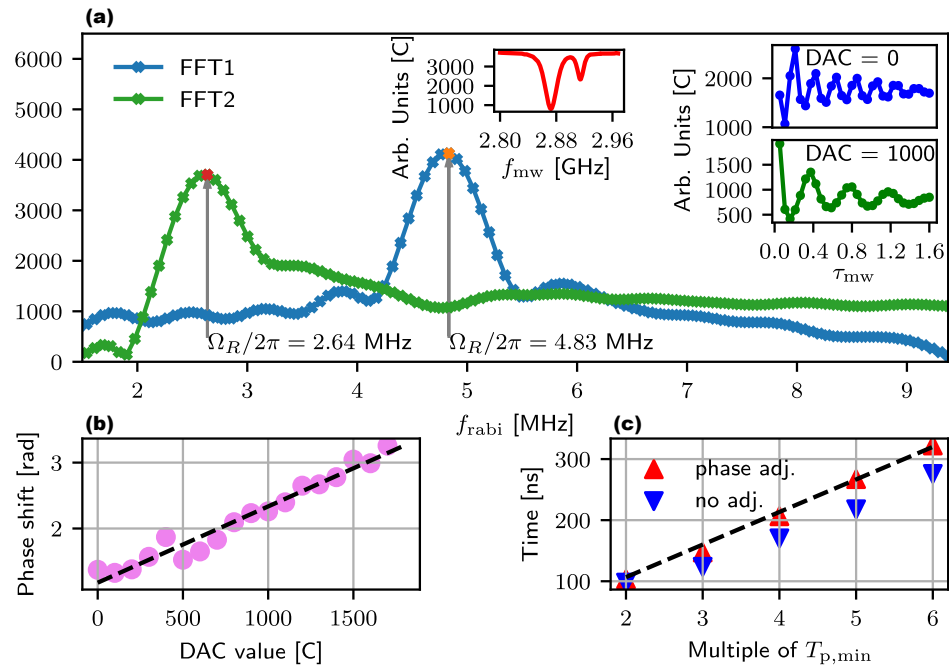 (a)
6000
5000
4000
3000
2000
1000
0
Arb. Units [C]
FFT1
FFT2
Arb. Units [C]
3000
2000
1000
2.80 2.88 2.96
f_mw [GHz]
Arb. Units [C]
DAC = 0
2000
1000
DAC = 1000
1500
1000
500
0.0 0.4 0.8 1.2 1.6
τ_mw
Ω_R/2π = 2.64 MHz
Ω_R/2π = 4.83 MHz
2 3 4 5 6 7 8 9
f_rabi [MHz]
(b)
Phase shift [rad]
3
2
0 500 1000 1500
DAC value [C]
(c)
Time [ns]
300
200
100
phase adj.
no adj.
2 3 4 5 6
Multiple of T_p,min